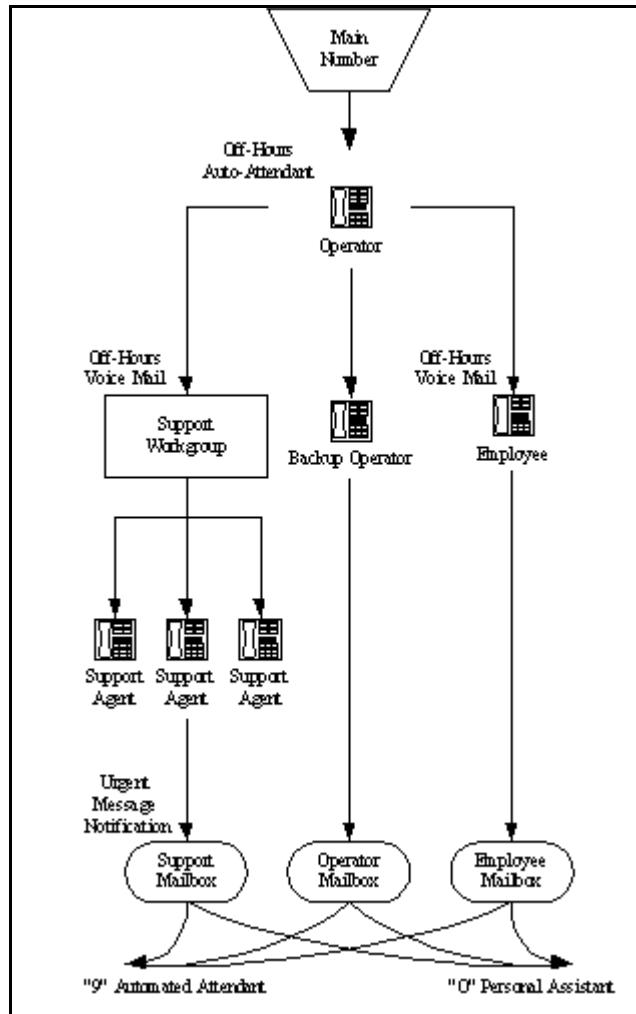 Main
Number
Off-Hours
Auto-Attendant
Operator
Off-Hours
Voice Mail
Off-Hours
Voice Mail
Support
Workgroup
Backup Operator
Employee
Support
Agent
Support
Agent
Support
Agent
Urgent
Message
Notification
Support
Mailbox
Operator
Mailbox
Employee
Mailbox
"9" Automated Attendant
"0" Personal Assistant